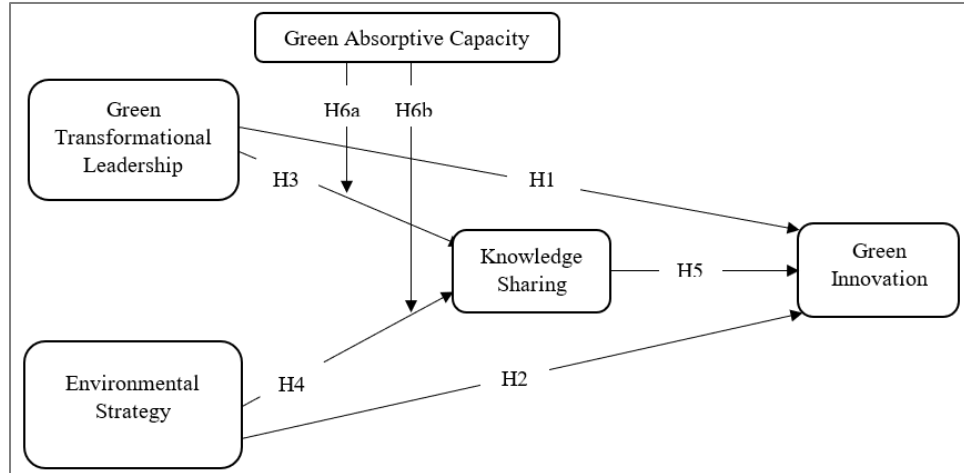 Green Absorptive Capacity
Green
Transformational
Leadership
H6a
H6b
H3
H1
Knowledge
Sharing
H5
Green
Innovation
Environmental
Strategy
H4
H2